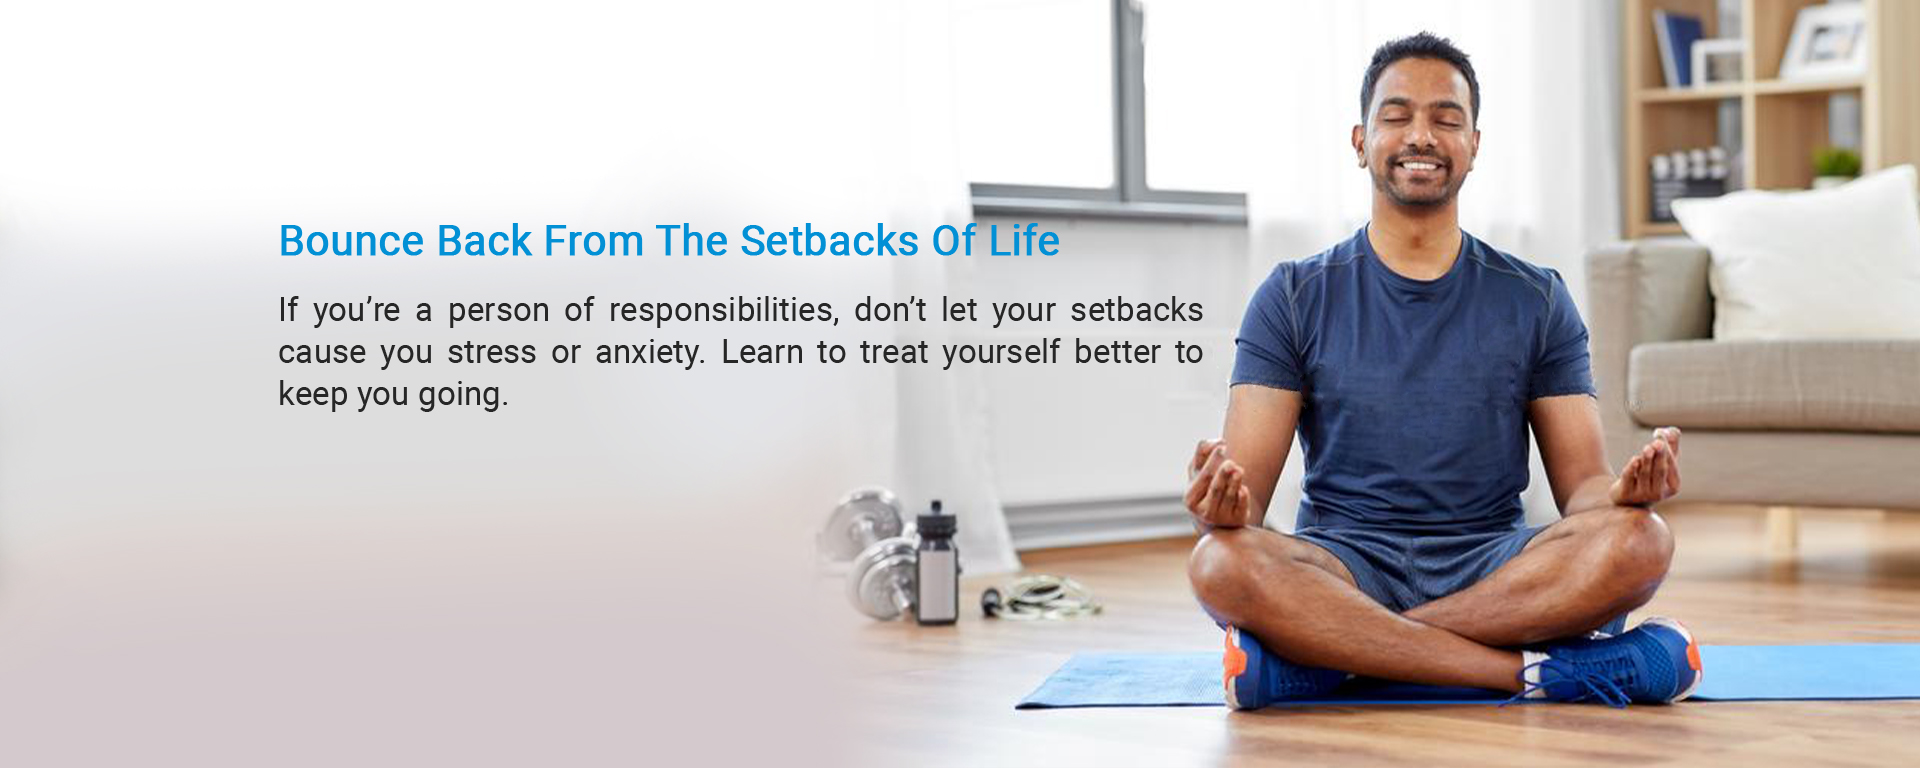 Bounce Back From The Setbacks Of Life
If you’re a person of responsibilities, don’t let your setbacks
cause you stress or anxiety. Learn to treat yourself better to
keep you going.